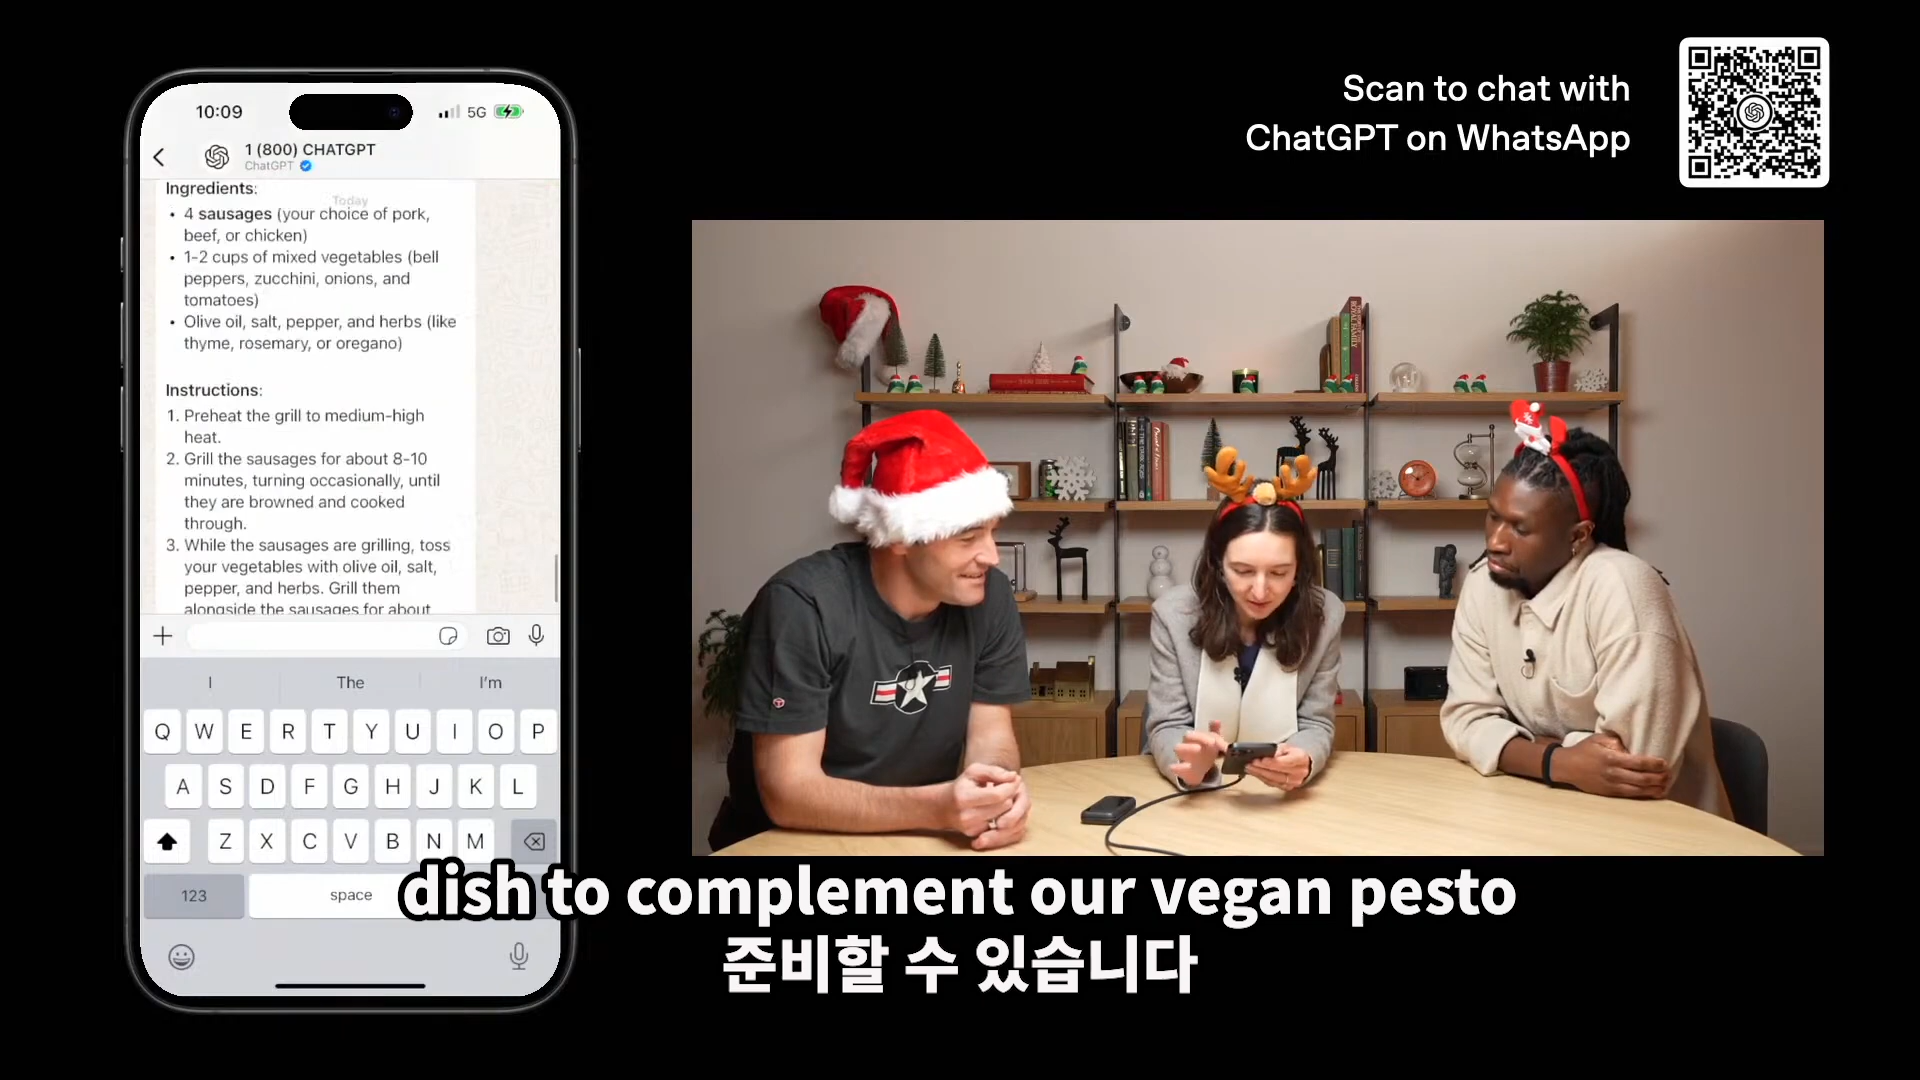 10:09
5G
1 (800) CHATGPT
ChatGPT
Today
Ingredients:
• 4 sausages (your choice of pork,
beef, or chicken)
• 1-2 cups of mixed vegetables (bell
peppers, zucchini, onions, and
tomatoes)
• Olive oil, salt, pepper, and herbs (like
thyme, rosemary, or oregano)
Instructions:
1. Preheat the grill to medium-high
heat.
2. Grill the sausages for about 8-10
minutes, turning occasionally, until
they are browned and cooked
through.
3. While the sausages are grilling, toss
your vegetables with olive oil, salt,
pepper, and herbs. Grill them
alongside the sausages for about
I The I'm
Q W E R T Y U I O P
A S D F G H J K L
Z X C V B N M
123 space
Scan to chat with
ChatGPT on WhatsApp
dish to complement our vegan pesto
준비할 수 있습니다